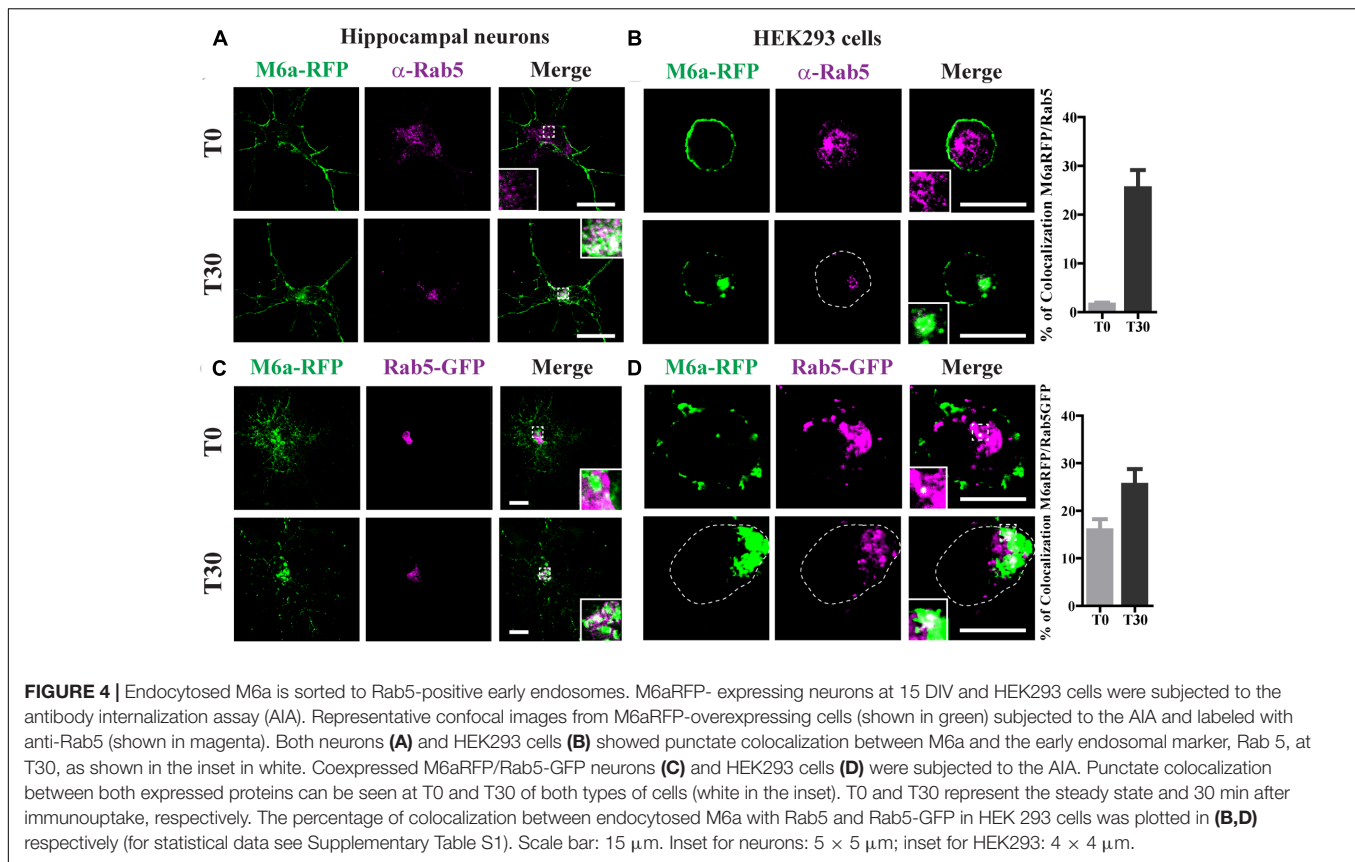 A
Hippocampal neurons
M6a-RFP α-Rab5 Merge
T0
T30
B
HEK293 cells
M6a-RFP α-Rab5 Merge
% of Colocalization M6aRFP/Rab5
40
30
20
10
0
T0 T30
C
M6a-RFP Rab5-GFP Merge
T0
T30
D
M6a-RFP Rab5-GFP Merge
% of Colocalization M6aRFP/Rab5GFP
40
30
20
10
0
T0 T30
FIGURE 4 | Endocytosed M6a is sorted to Rab5-positive early endosomes. M6aRFP- expressing neurons at 15 DIV and HEK293 cells were subjected to the
antibody internalization assay (AIA). Representative confocal images from M6aRFP-overexpressing cells (shown in green) subjected to the AIA and labeled with
anti-Rab5 (shown in magenta). Both neurons (A) and HEK293 cells (B) showed punctate colocalization between M6a and the early endosomal marker, Rab 5, at
T30, as shown in the inset in white. Coexpressed M6aRFP/Rab5-GFP neurons (C) and HEK293 cells (D) were subjected to the AIA. Punctate colocalization
between both expressed proteins can be seen at T0 and T30 of both types of cells (white in the inset). T0 and T30 represent the steady state and 30 min after
immunouptake, respectively. The percentage of colocalization between endocytosed M6a with Rab5 and Rab5-GFP in HEK 293 cells was plotted in (B,D)
respectively (for statistical data see Supplementary Table S1). Scale bar: 15 μm. Inset for neurons: 5 × 5 μm; inset for HEK293: 4 × 4 μm.